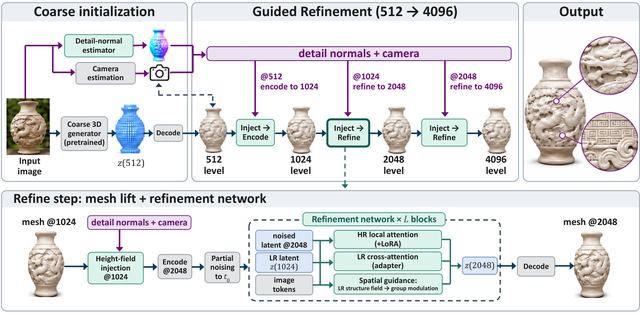 Coarse initialization
Detail-normal
estimator
Camera
estimation
Input
image
Coarse 3D
generator
(pretrained)
z(512)
Decode
Guided Refinement (512 → 4096)
detail normals + camera
@512
encode to 1024
@1024
refine to 2048
@2048
refine to 4096
Inject →
Encode
Inject →
Refine
Inject →
Refine
512
level
1024
level
2048
level
4096
level
Output
Refine step: mesh lift + refinement network
mesh @1024
detail normals + camera
Height-field
injection
@1024
Encode
@2048
Partial
noising
to t₀
Refinement network × L blocks
noised
latent @2048
LR latent
z(1024)
image
tokens
HR local attention
(+LoRA)
LR cross-attention
(adapter)
Spatial guidance:
LR structure field → group modulation
z(2048)
Decode
mesh @2048